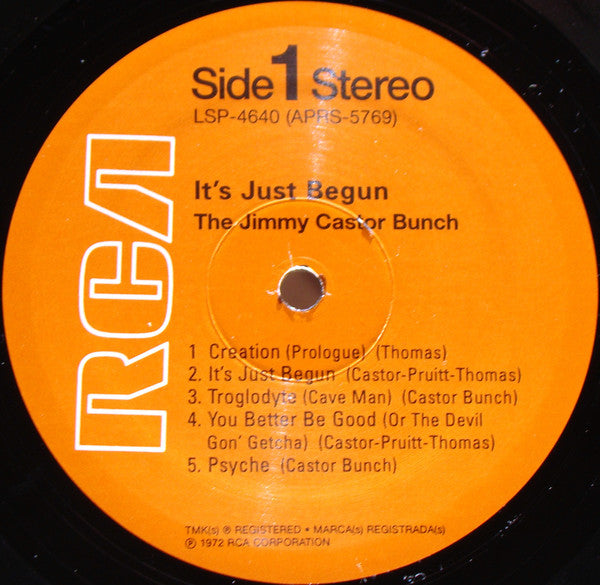 Side 1 Stereo
LSP-4640 (APRS-5769)
RCA
It's Just Begun
The Jimmy Castor Bunch
1 Creation (Prologue) (Thomas)
2. It's Just Begun (Castor-Pruitt-Thomas)
3. Troglodyte (Cave Man) (Castor Bunch)
4. You Better Be Good (Or The Devil
Gon' Getcha) (Castor-Pruitt-Thomas)
5. Psyche (Castor Bunch)
TMK(s) ® REGISTERED • MARCA(s) REGISTRADA(s)
℗ 1972 RCA CORPORATION